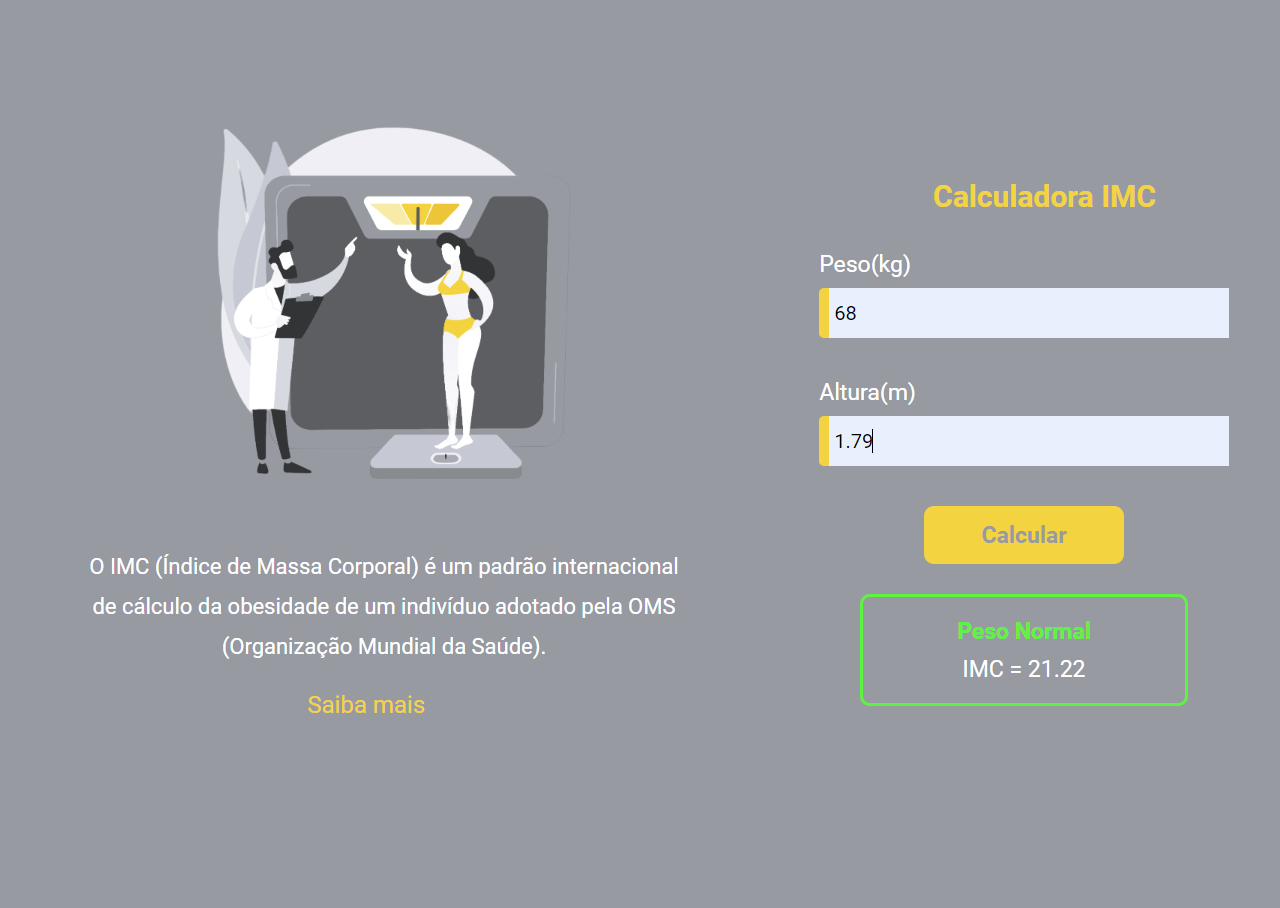 O IMC (Índice de Massa Corporal) é um padrão internacional
de cálculo da obesidade de um indivíduo adotado pela OMS
(Organização Mundial da Saúde).
Saiba mais
Calculadora IMC
Peso(kg)
68
Altura(m)
1.79
Calcular
Peso Normal
IMC = 21.22